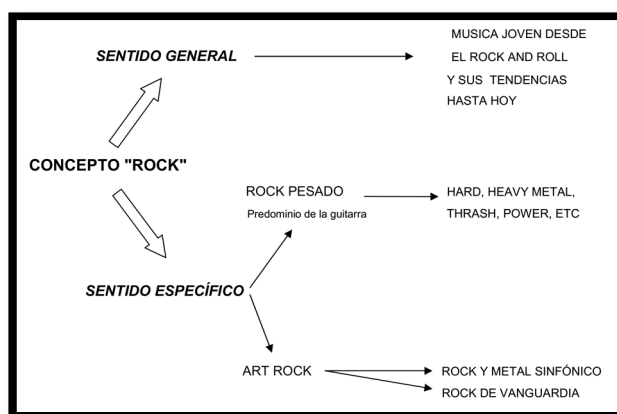 MUSICA JOVEN DESDE
SENTIDO GENERAL
EL ROCK AND ROLL
Y SUS TENDENCIAS
HASTA HOY
CONCEPTO "ROCK"
ROCK PESADO
HARD, HEAVY METAL,
Predominio de la guitarra
THRASH, POWER, ETC
SENTIDO ESPECÍFICO
ART ROCK
ROCK Y METAL SINFÓNICO
ROCK DE VANGUARDIA